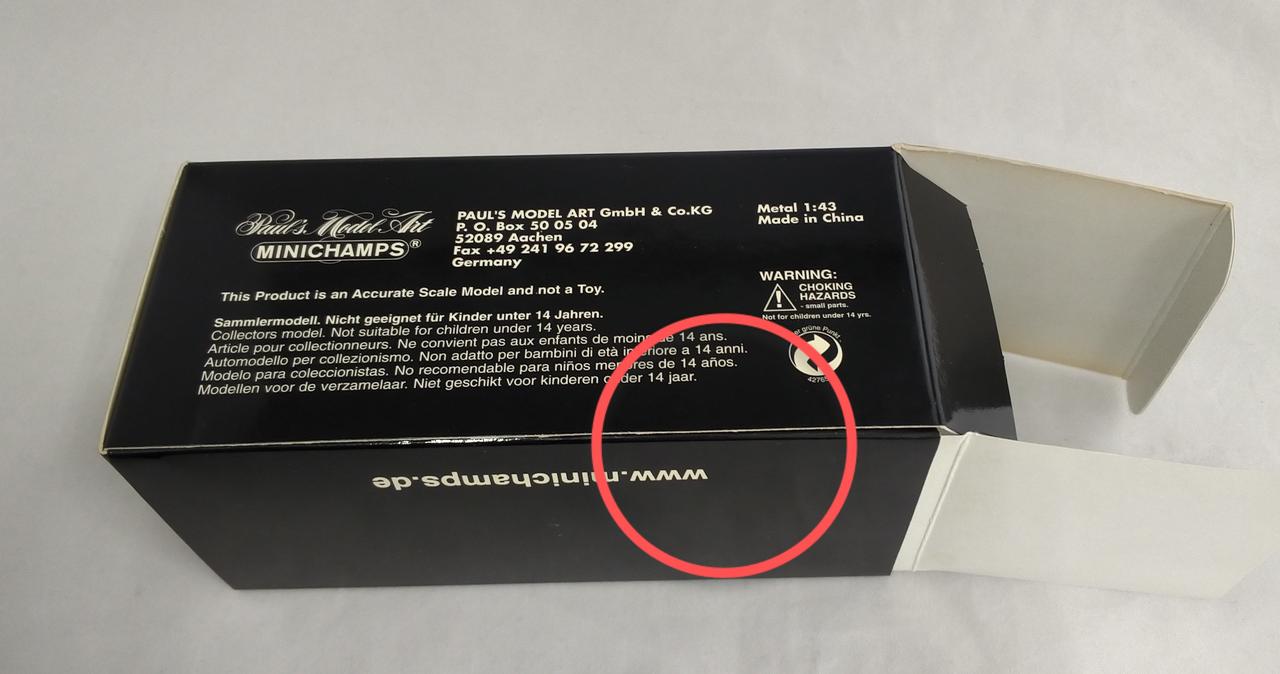 Paul's Model Art
MINICHAMPS®
PAUL'S MODEL ART GmbH & Co.KG
P. O. Box 50 05 04
52089 Aachen
Fax +49 241 96 72 299
Germany
Metal 1:43
Made in China
This Product is an Accurate Scale Model and not a Toy.
WARNING:
CHOKING
HAZARDS
- small parts.
Not for children under 14 yrs.
Sammlermodell. Nicht geeignet für Kinder unter 14 Jahren.
Collectors model. Not suitable for children under 14 years.
Article pour collectionneurs. Ne convient pas aux enfants de moins de 14 ans.
Automodello per collezionismo. Non adatto per bambini di età inferiore a 14 anni.
Modelo para coleccionistas. No recomendable para niños menores de 14 años.
Modellen voor de verzamelaar. Niet geschikt voor kinderen onder 14 jaar.
grüne Punkt
www.minichamps.de